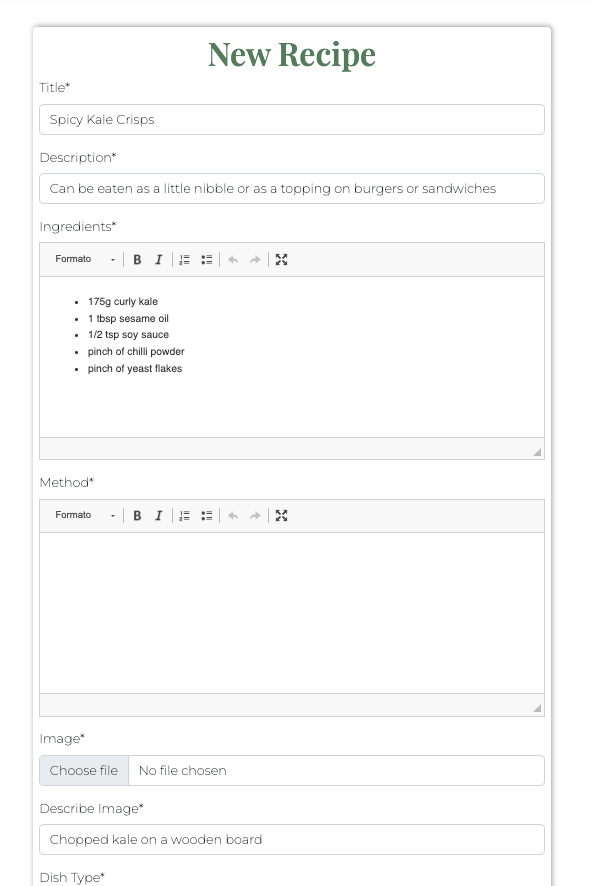 New Recipe
Title*
Spicy Kale Crisps
Description*
Can be eaten as a little nibble or as a topping on burgers or sandwiches
Ingredients*
Formato B I
175g curly kale
1 tbsp sesame oil
1/2 tsp soy sauce
pinch of chilli powder
pinch of yeast flakes
Method*
Formato B I
Image*
Choose file No file chosen
Describe Image*
Chopped kale on a wooden board
Dish Type*